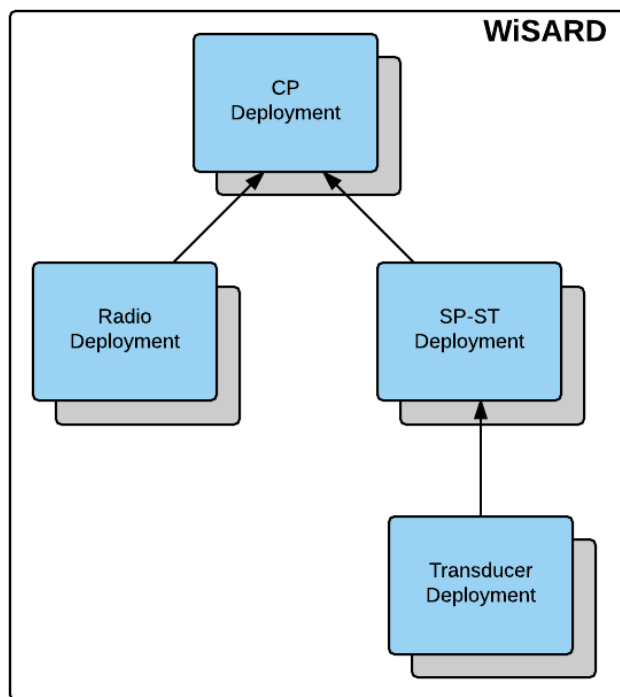 WiSARD
CP
Deployment
Radio
Deployment
SP-ST
Deployment
Transducer
Deployment